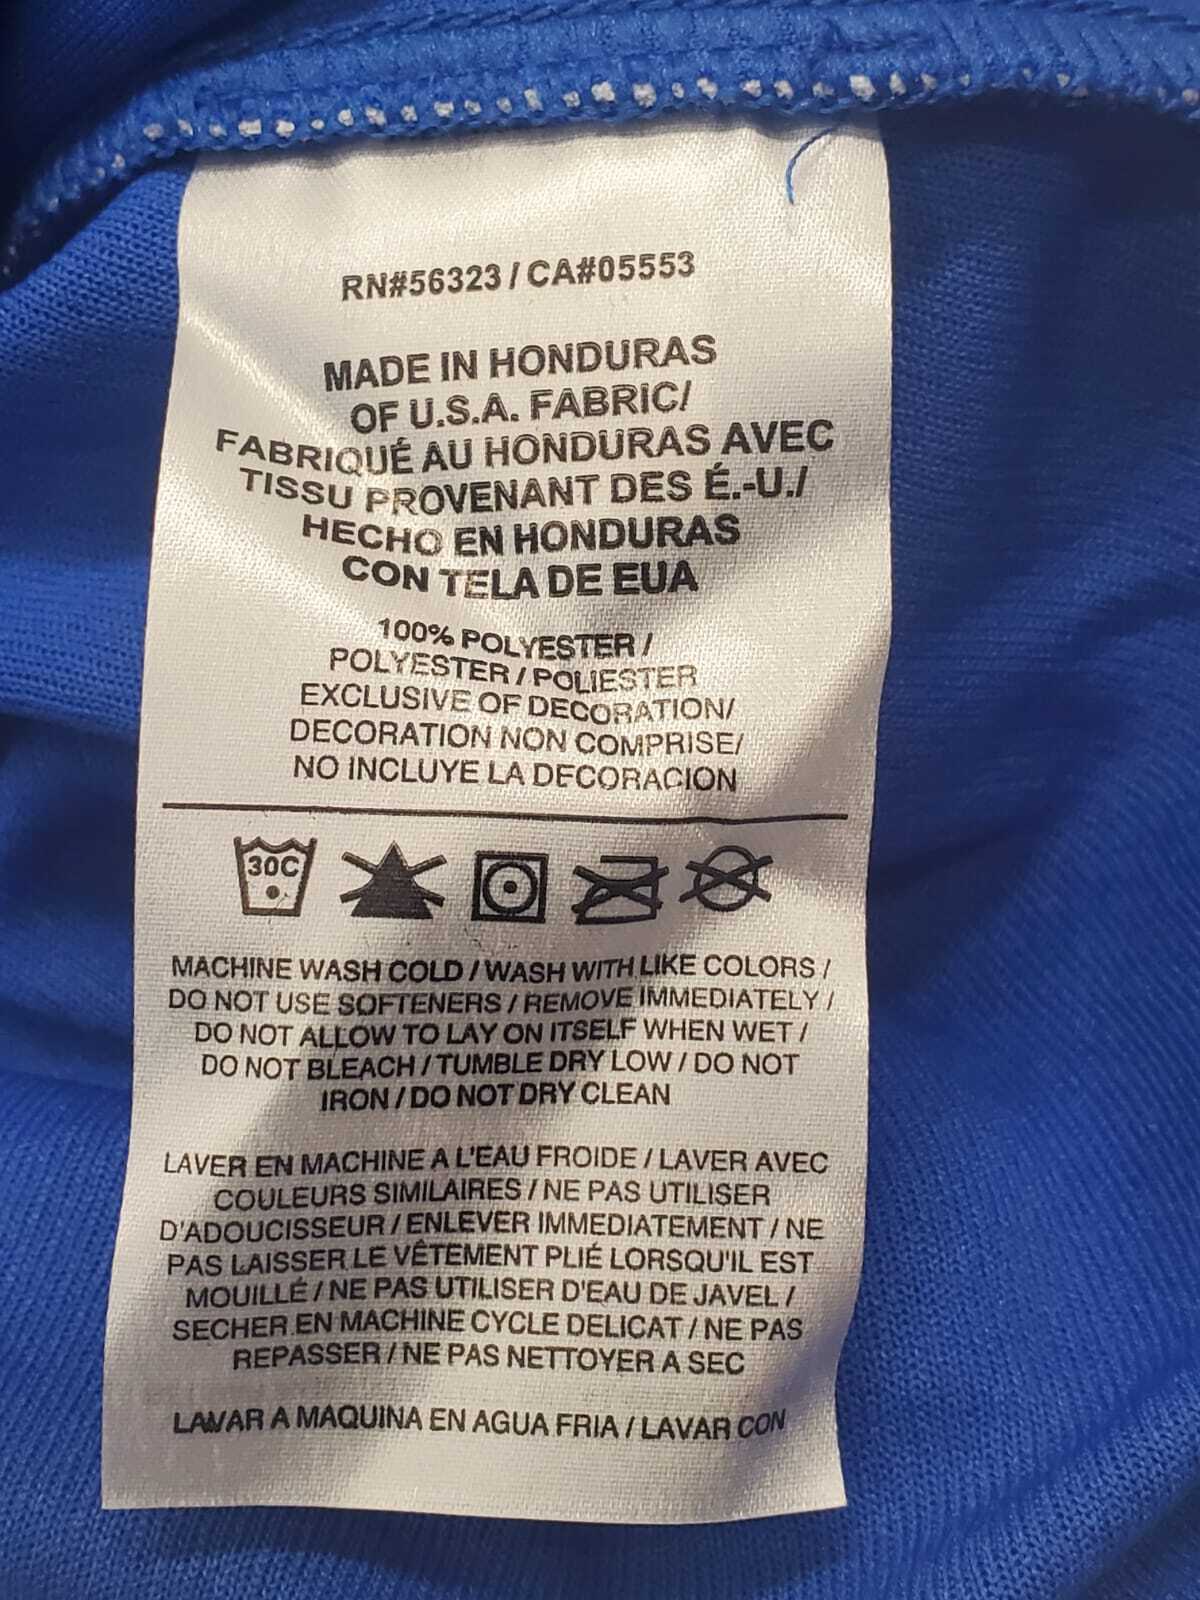 RN#56323 / CA#05553
MADE IN HONDURAS
OF U.S.A. FABRIC/
FABRIQUÉ AU HONDURAS AVEC
TISSU PROVENANT DES É.-U./
HECHO EN HONDURAS
CON TELA DE EUA
100% POLYESTER /
POLYESTER / POLIESTER
EXCLUSIVE OF DECORATION/
DECORATION NON COMPRISE/
NO INCLUYE LA DECORACION
30C
MACHINE WASH COLD / WASH WITH LIKE COLORS /
DO NOT USE SOFTENERS / REMOVE IMMEDIATELY /
DO NOT ALLOW TO LAY ON ITSELF WHEN WET /
DO NOT BLEACH / TUMBLE DRY LOW / DO NOT
IRON / DO NOT DRY CLEAN
LAVER EN MACHINE A L'EAU FROIDE / LAVER AVEC
COULEURS SIMILAIRES / NE PAS UTILISER
D'ADOUCISSEUR / ENLEVER IMMEDIATEMENT / NE
PAS LAISSER LE VÊTEMENT PLIÉ LORSQU'IL EST
MOUILLÉ / NE PAS UTILISER D'EAU DE JAVEL /
SECHER EN MACHINE CYCLE DELICAT / NE PAS
REPASSER / NE PAS NETTOYER A SEC
LAVAR A MAQUINA EN AGUA FRIA / LAVAR CON